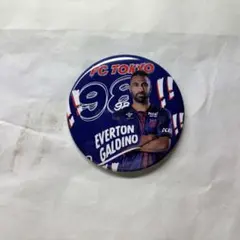 FC TOKYO
98
EVERTON
GALDINO